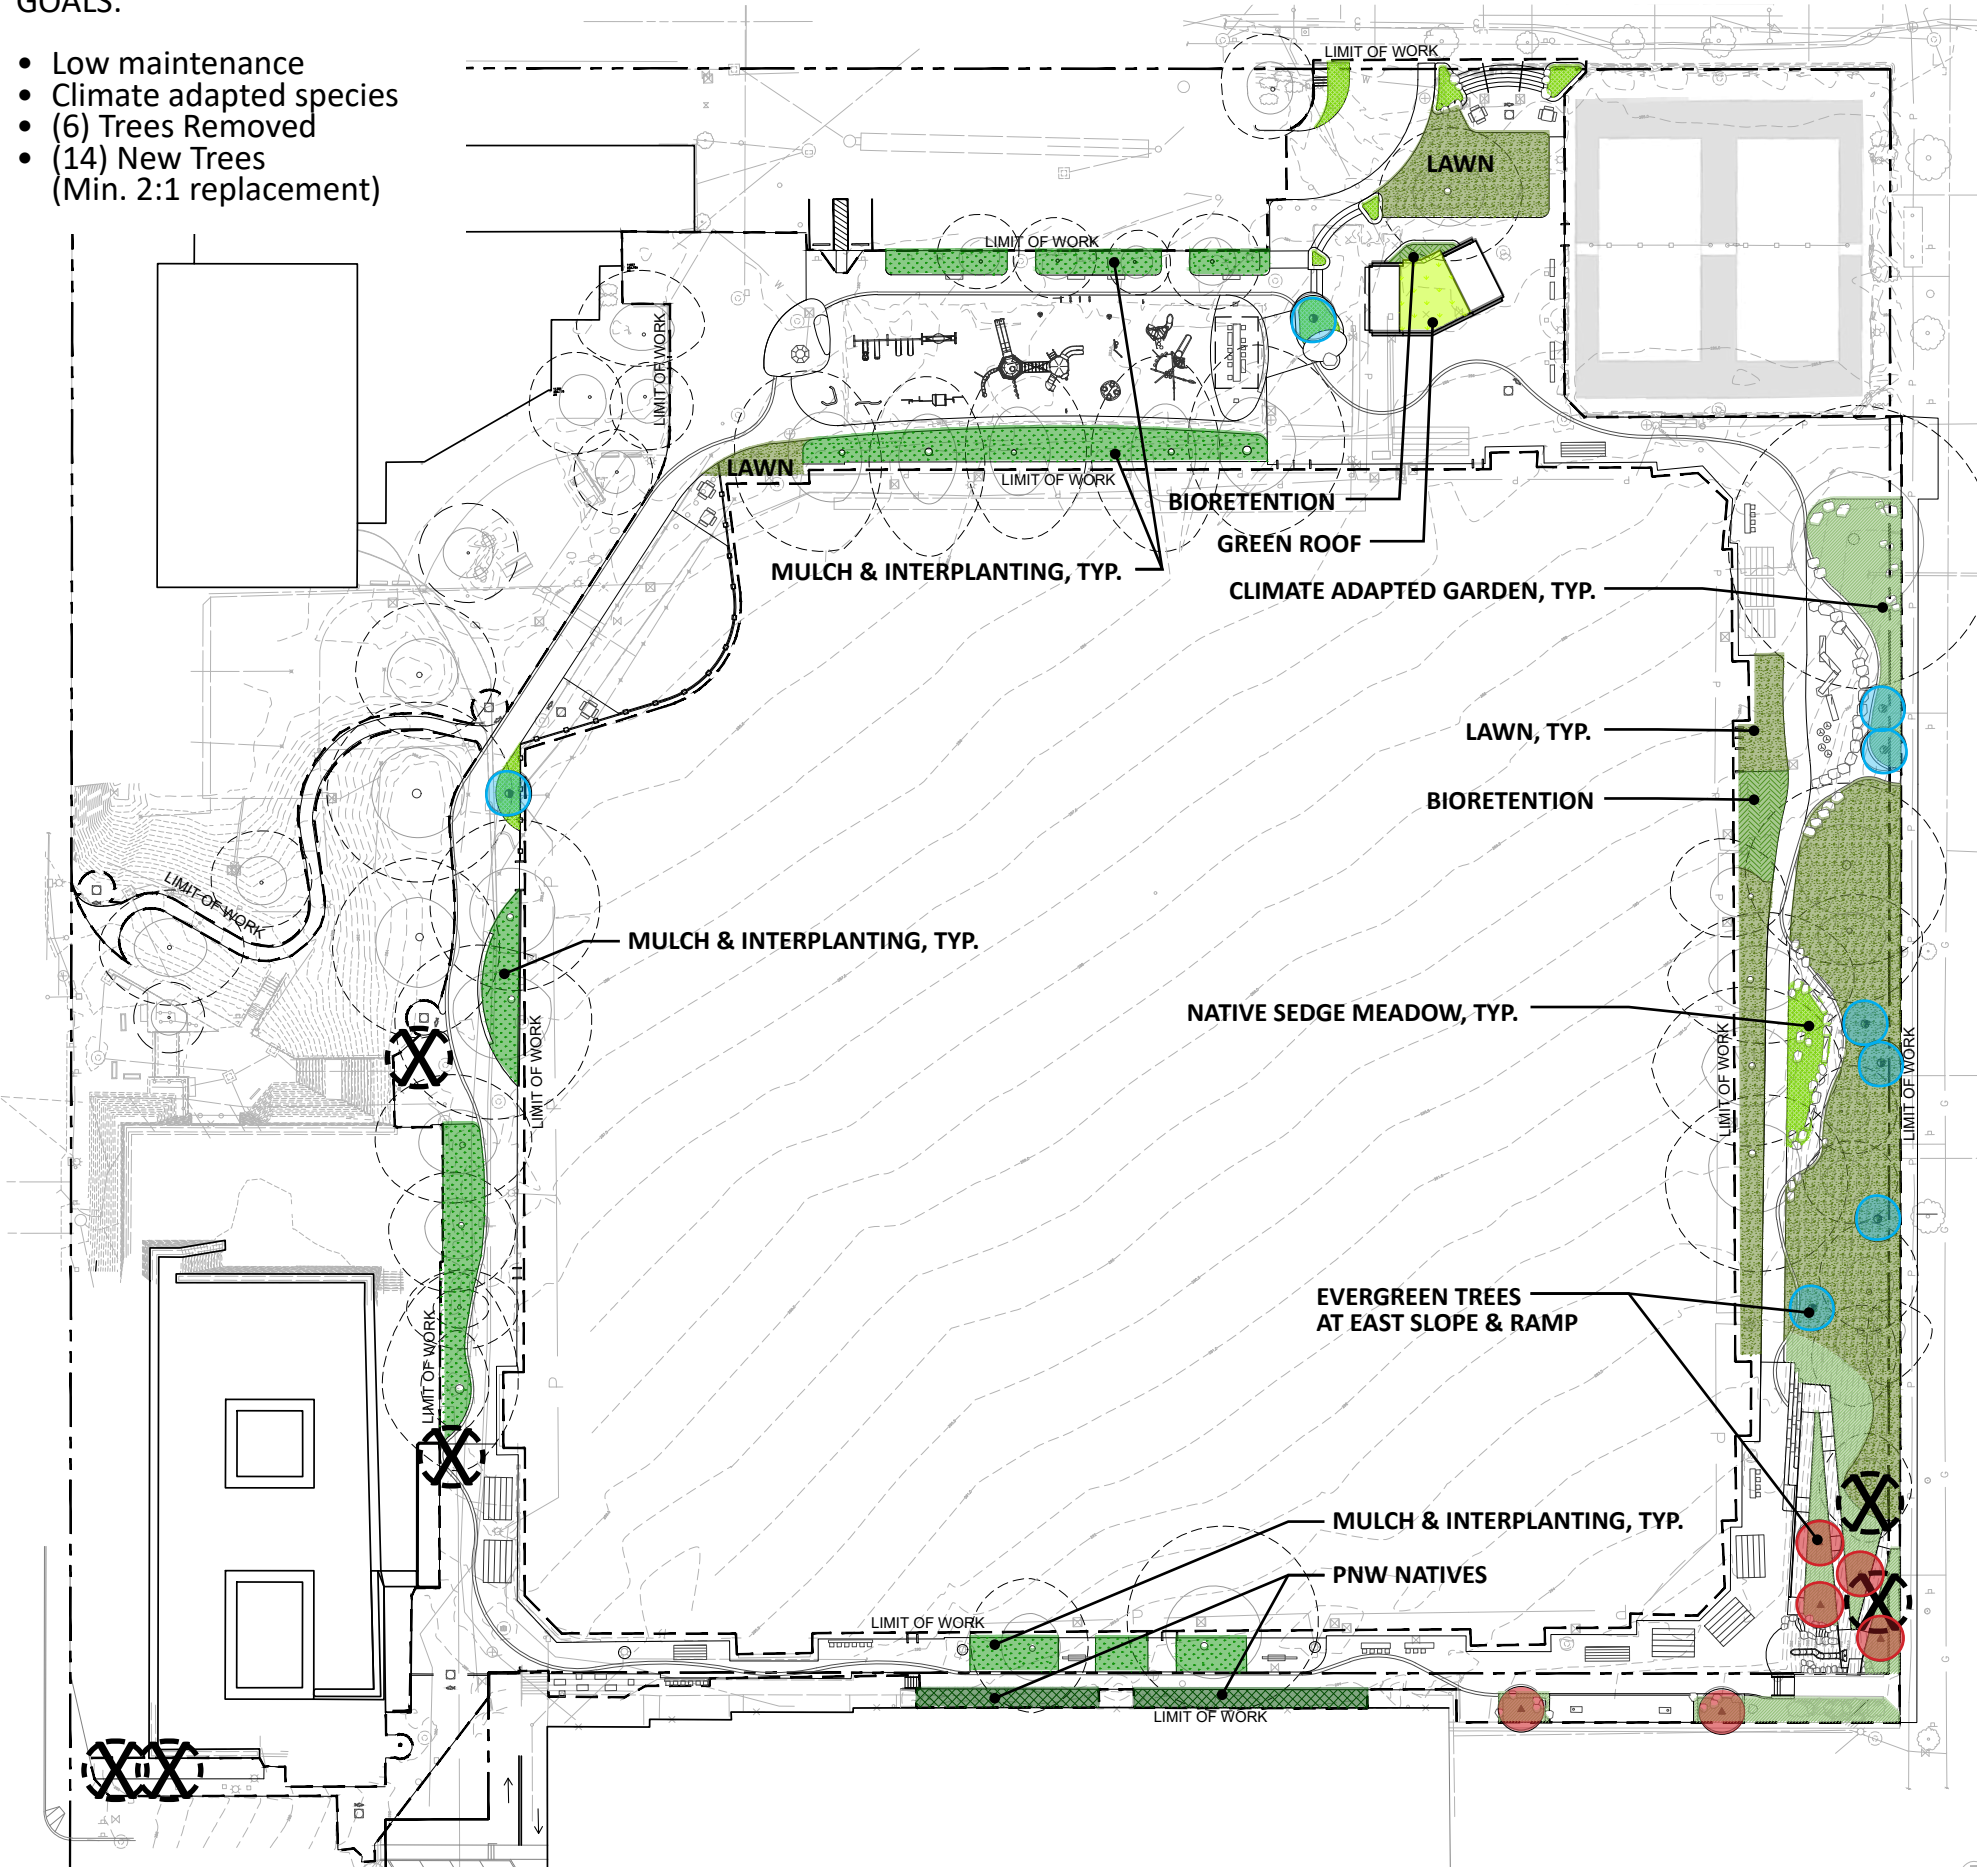 GOALS:
• Low maintenance
• Climate adapted species
• (6) Trees Removed
• (14) New Trees
(Min. 2:1 replacement)
LIMIT OF WORK
LAWN
LIMIT OF WORK
LIMIT OF WORK
LAWN
LIMIT OF WORK
BIORETENTION
GREEN ROOF
MULCH & INTERPLANTING, TYP.
CLIMATE ADAPTED GARDEN, TYP.
LAWN, TYP.
BIORETENTION
LIMIT OF WORK
MULCH & INTERPLANTING, TYP.
NATIVE SEDGE MEADOW, TYP.
LIMIT OF WORK
LIMIT OF WORK
LIMIT OF WORK
EVERGREEN TREES
AT EAST SLOPE & RAMP
LIMIT OF WORK
MULCH & INTERPLANTING, TYP.
PNW NATIVES
LIMIT OF WORK
LIMIT OF WORK